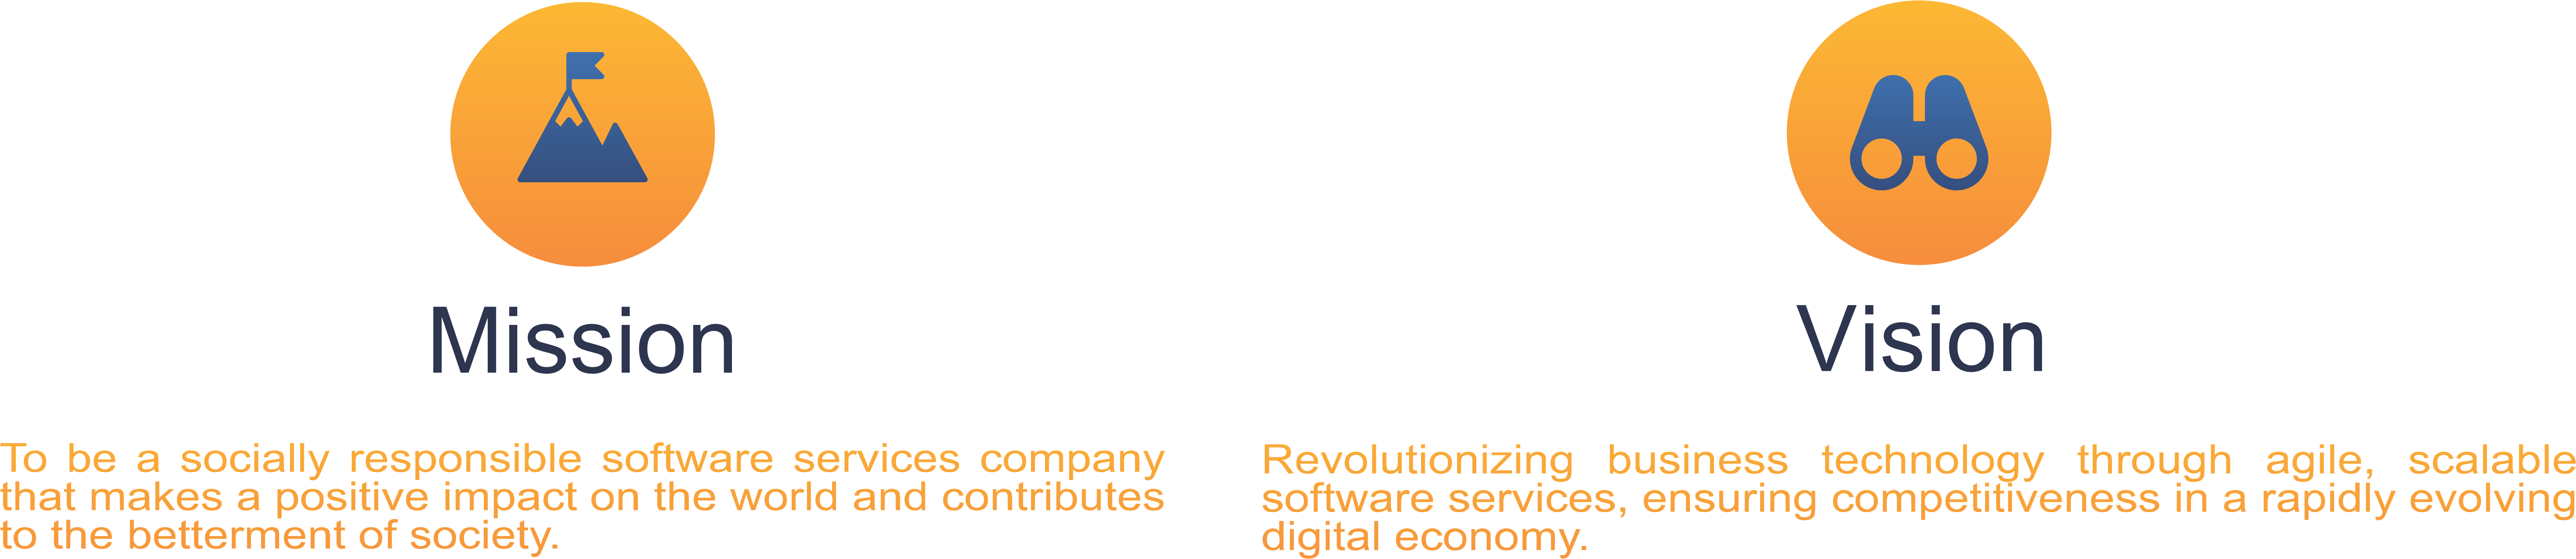 Mission
To be a socially responsible software services company
that makes a positive impact on the world and contributes
to the betterment of society.
Vision
Revolutionizing business technology through agile, scalable
software services, ensuring competitiveness in a rapidly evolving
digital economy.